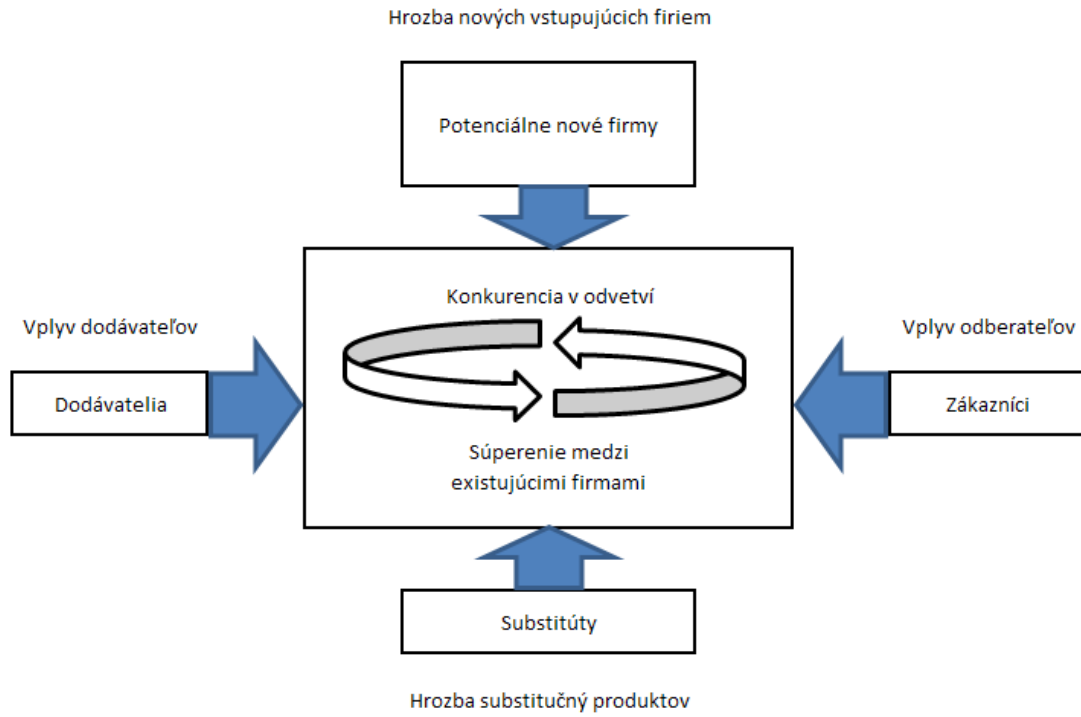 Hrozba nových vstupujúcich firiem
Potenciálne nové firmy
Konkurencia v odvetví
Vplyv dodávateľov
Vplyv odberateľov
Dodávatelia
Zákazníci
Súperenie medzi
existujúcimi firmami
Substitúty
Hrozba substitučný produktov